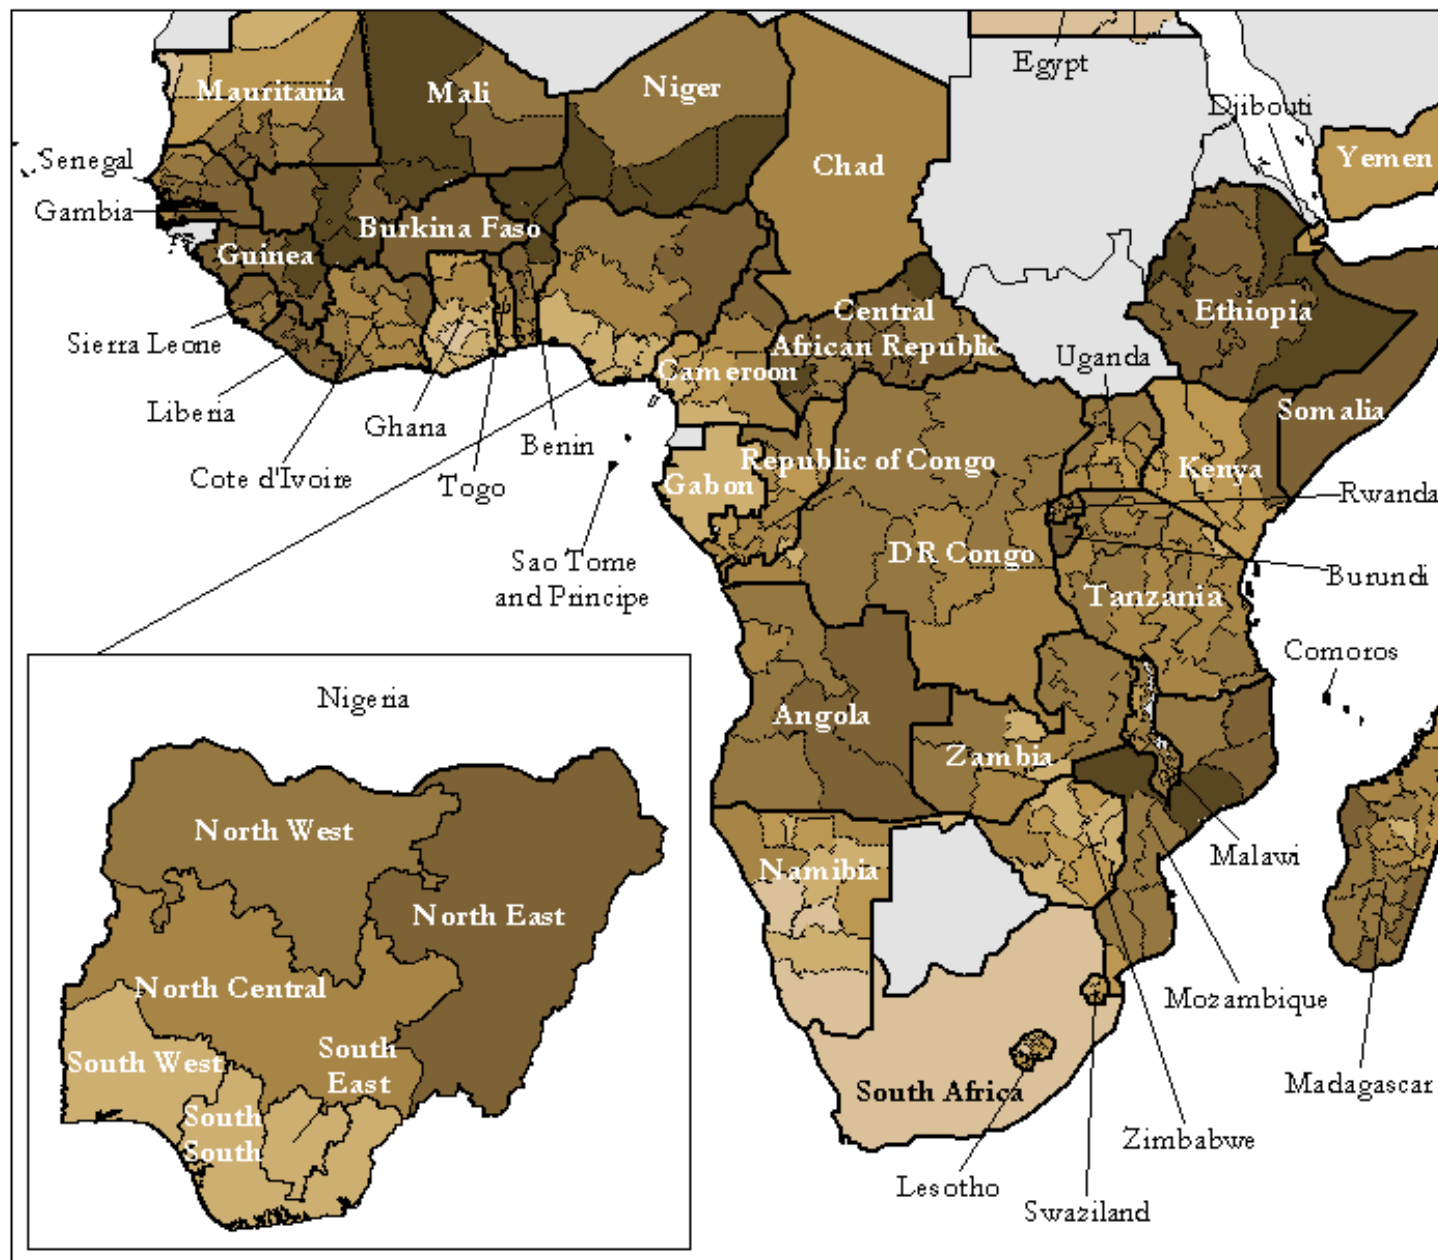 Egypt
Mauritania
Mali
Niger
Djibouti
Senegal
Chad
Yemen
Gambia
Burkina Faso
Guinea
Central
African Republic
Ethiopia
Sierra Leone
Uganda
Cameroon
Liberia
Ghana
Benin
Somalia
Cote d'Ivoire
Togo
Gabon
Republic of Congo
Kenya
Rwanda
Sao Tome
and Principe
DR Congo
Burundi
Tanzania
Comoros
Nigeria
Angola
Zambia
North West
Namibia
Malawi
North East
North Central
Mozambique
South West
South
East
South
South
South Africa
Madagascar
Zimbabwe
Lesotho
Swaziland